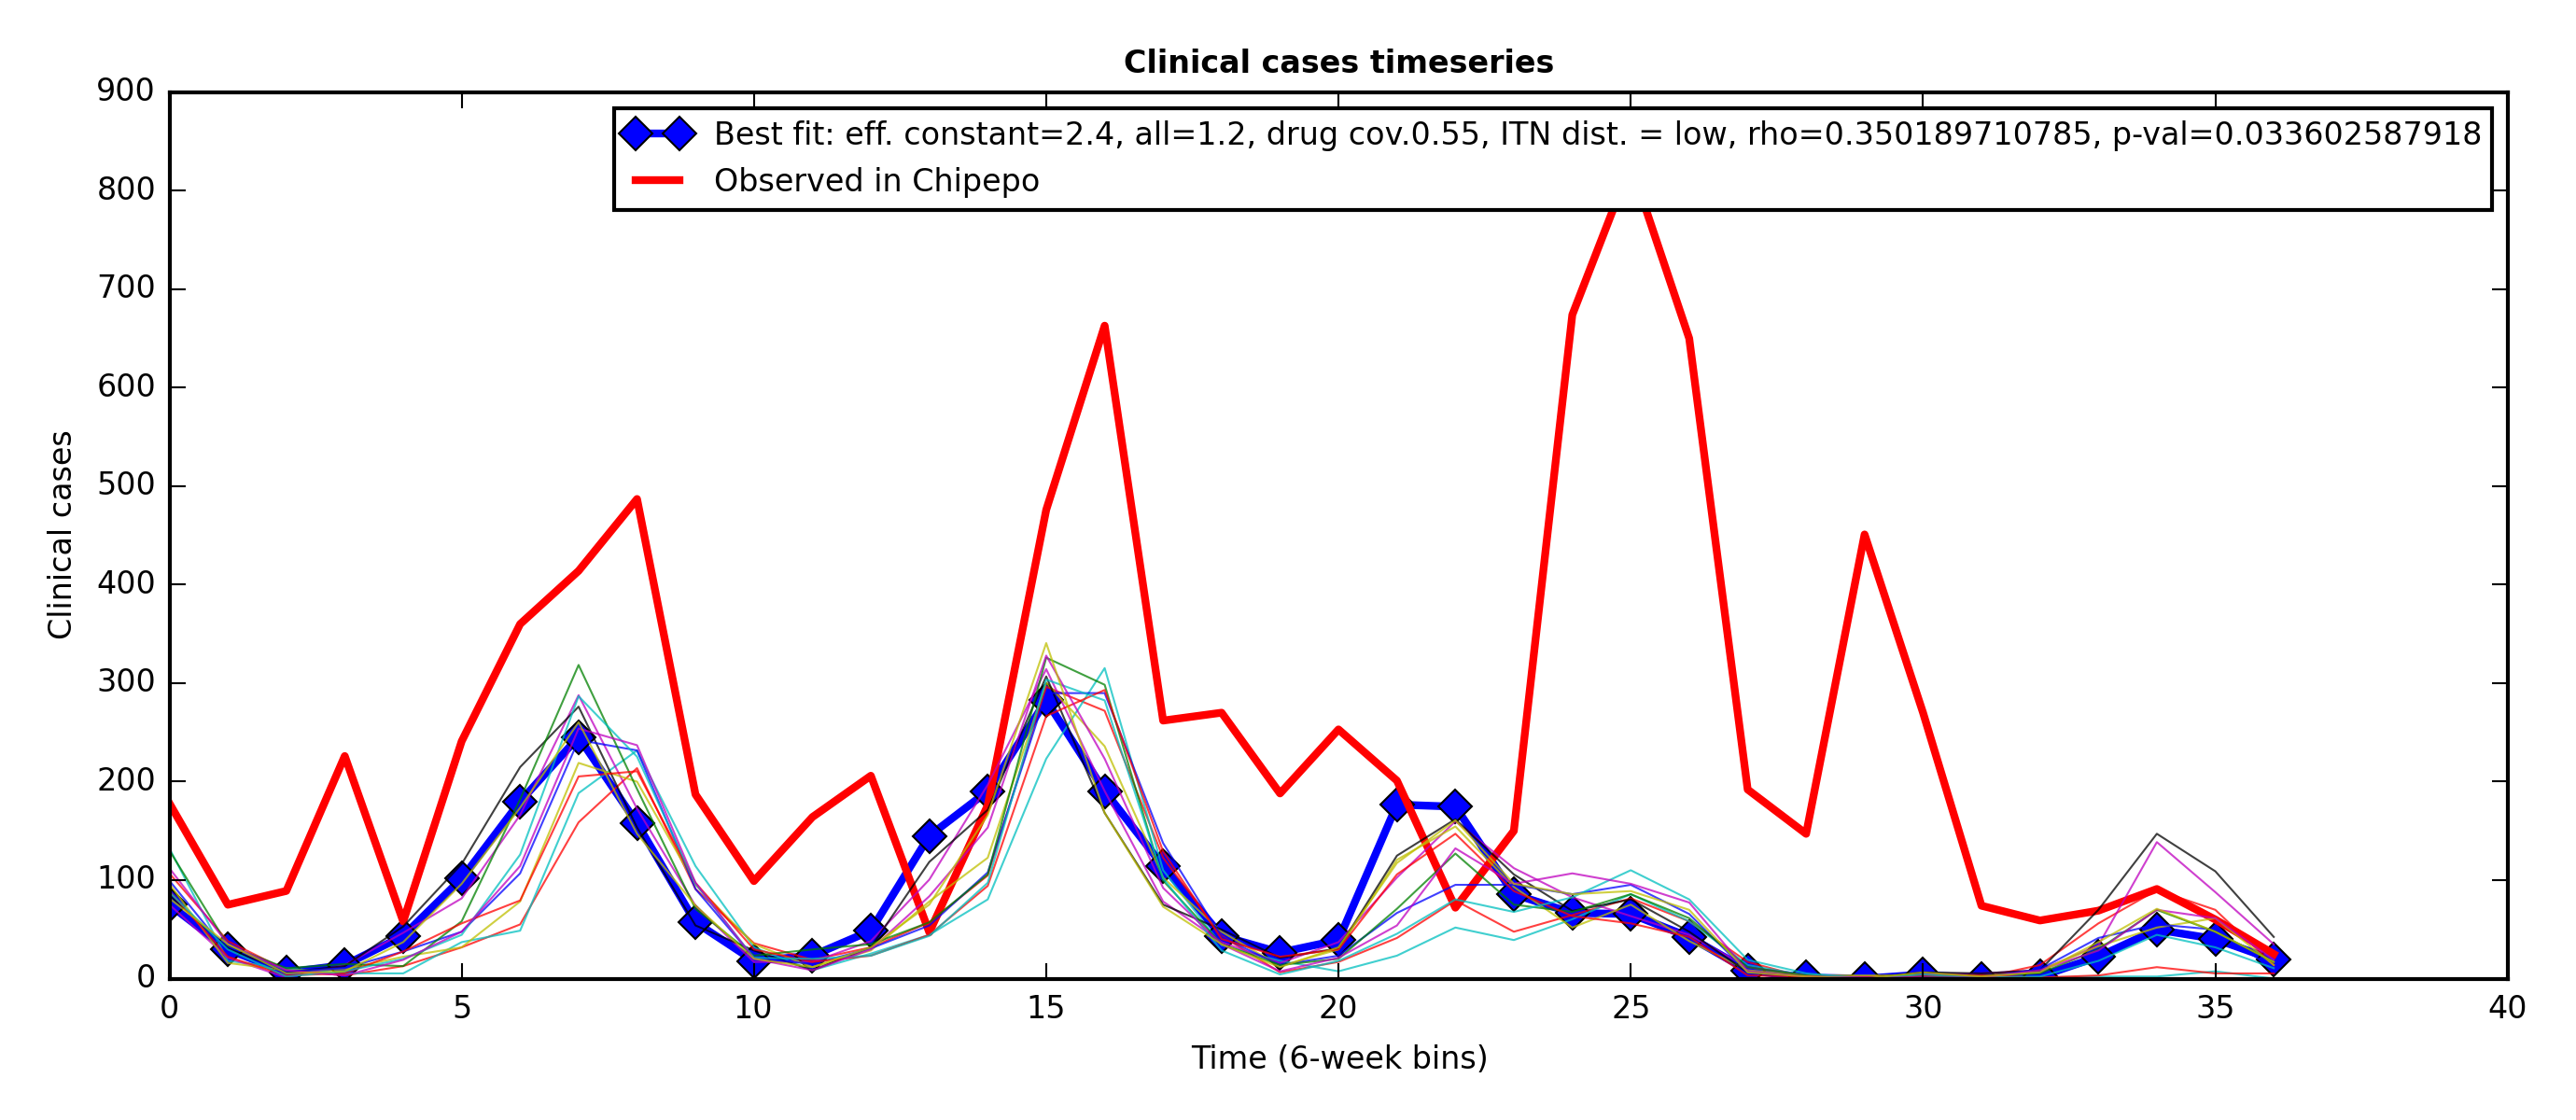 Clinical cases timeseries
900
800
700
600
500
400
300
200
100
0
Clinical cases
Best fit: eff. constant=2.4, all=1.2, drug cov.0.55, ITN dist. = low, rho=0.350189710785, p-val=0.033602587918
Observed in Chipepo
0 5 10 15 20 25 30 35 40
Time (6-week bins)